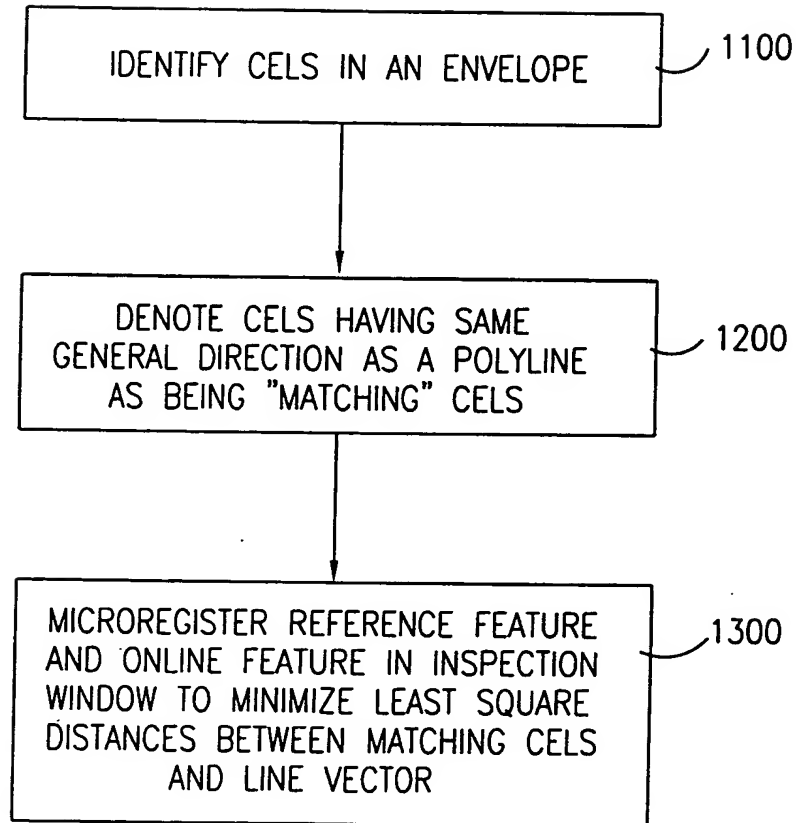 IDENTIFY CELS IN AN ENVELOPE
1100
DENOTE CELS HAVING SAME
GENERAL DIRECTION AS A POLYLINE
AS BEING "MATCHING" CELS
1200
MICROREGISTER REFERENCE FEATURE
AND ONLINE FEATURE IN INSPECTION
WINDOW TO MINIMIZE LEAST SQUARE
DISTANCES BETWEEN MATCHING CELS
AND LINE VECTOR
1300